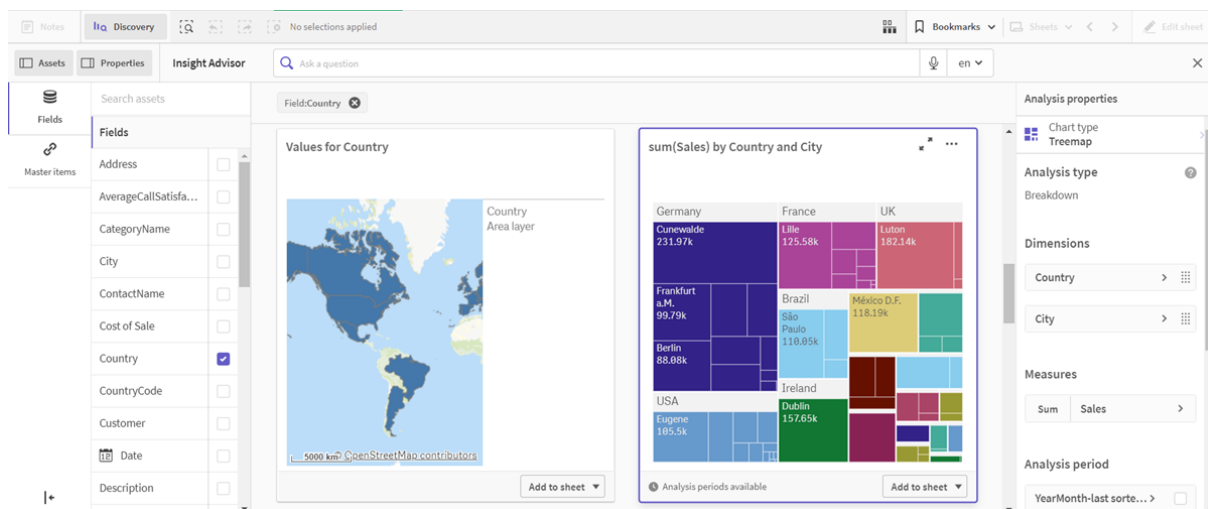 Notes
Discovery
No selections applied
Bookmarks
Sheets
Edit sheet
Assets
Properties
Insight Advisor
Ask a question
en
Fields
Master items
Search assets
Fields
Address
AverageCallSatisfa...
CategoryName
City
ContactName
Cost of Sale
Country
CountryCode
Customer
Date
Description
Field:Country
Values for Country
Country
Area layer
5000 km
© OpenStreetMap contributors
Add to sheet
sum(Sales) by Country and City
Germany
Cunewalde
231.97k
Frankfurt
a.M.
99.79k
Berlin
88.08k
USA
Eugene
105.5k
France
Lille
125.58k
UK
Luton
182.14k
Brazil
São
Paulo
110.05k
México D.F.
118.19k
Ireland
Dublin
157.65k
Analysis periods available
Add to sheet
Analysis properties
Chart type
Treemap
Analysis type
Breakdown
Dimensions
Country
City
Measures
Sum Sales
Analysis period
YearMonth-last sorte...